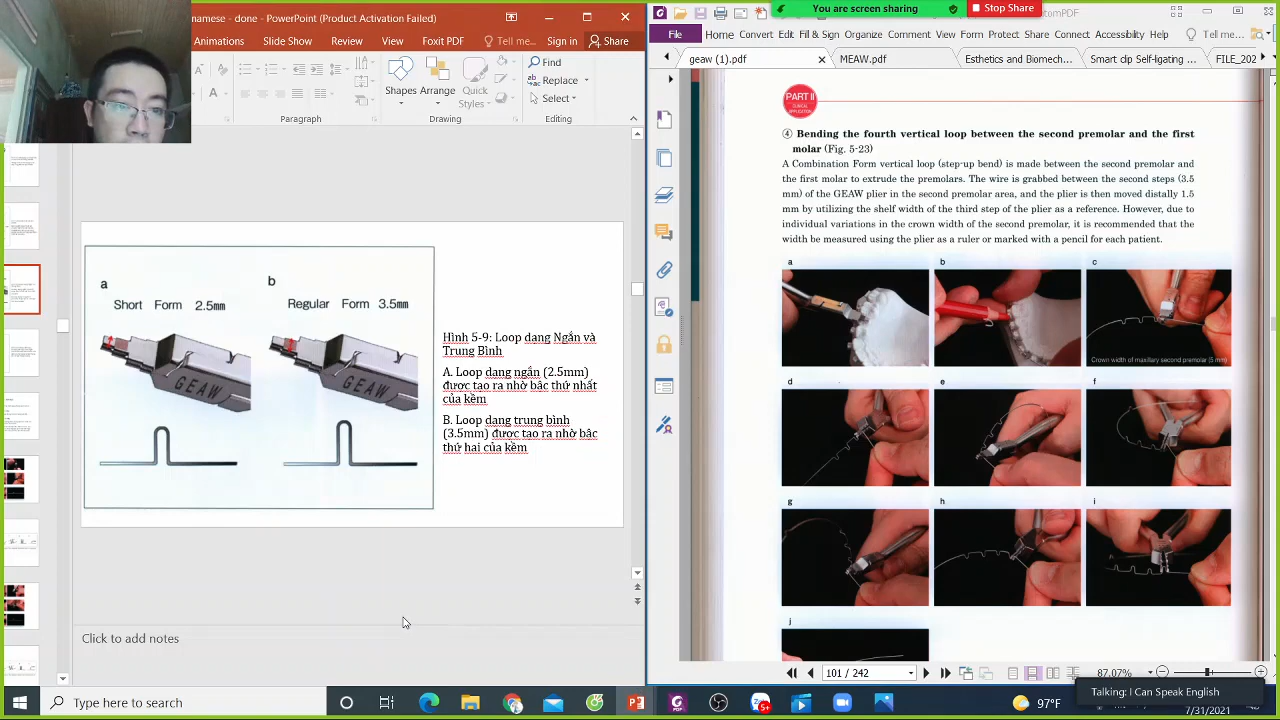 namese - done - PowerPoint (Product Activation Failed)
Animations Slide Show Review View Foxit PDF Tell me... Sign in Share
Shapes Arrange Quick Styles
Find
Replace
Select
Paragraph Drawing Editing
a
Short Form 2.5mm
b
Regular Form 3.5mm
GEAW
GEAW
hình 5-9: Loop dạng Ngắn và
Trung Bình
A. Loop dạng ngắn (2.5mm)
được tạo ra nhờ bậc thứ nhất
của kềm
B. Loop dạng trung bình
(3.5mm) được tạo ra nhờ bậc
thứ hai của kềm
Click to add notes
Type here to search
You are screen sharing Stop Share
tomPDF
File Home Convert Edit Fill & Sign Organize Comment View Form Protect Share Connect Accessibility Help
geaw (1).pdf MEAW.pdf Esthetics and Biomech... Smart clip Self-ligating ... FILE_202
PART II
CLINICAL
APPLICATION
④ Bending the fourth vertical loop between the second premolar and the first
molar (Fig. 5-23)
A Combination Form vertical loop (step-up bend) is made between the second premolar and
the first molar to extrude the premolars. The wire is grabbed between the second steps (3.5
mm) of the GEAW plier in the second premolar area, and the plier is then moved distally 1.5
mm by utilizing the shelf width of the third step of the plier as a reference. However, due to
individual variations in the crown width of the second premolar, it is recommended that the
width be measured using the plier as a ruler or marked with a pencil for each patient.
a b c
Crown width of maxillary second premolar (5 mm)
d e f
g h i
j
101 / 242
87.07%
Talking: I Can Speak English
97°F
7/31/2021